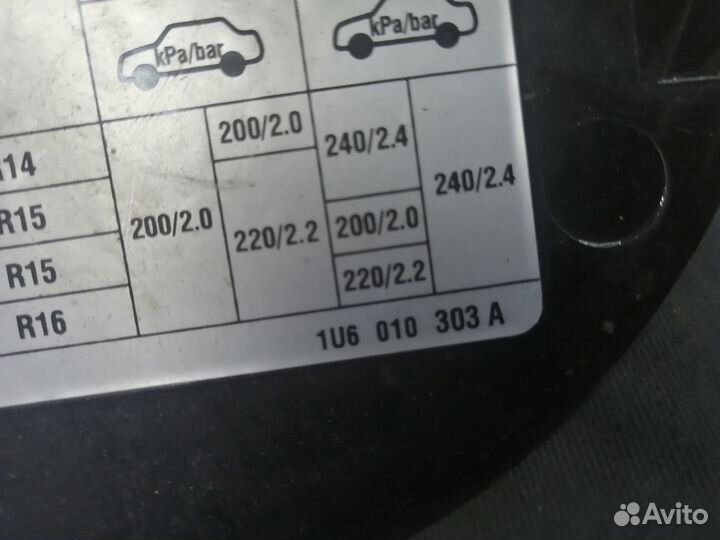 kPa/bar kPa/bar
200/2.0 240/2.4
R14 240/2.4
R15 200/2.0 220/2.2 200/2.0
R15 220/2.2
R16
1U6 010 303 A
Avito